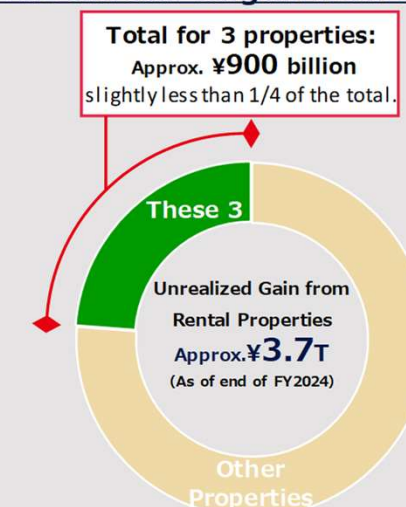 Total for 3 properties:
Approx. ¥900 billion
slightly less than 1/4 of the total.
These 3
Unrealized Gain from
Rental Properties
Approx.¥3.7T
(As of end of FY2024)
Other
Properties